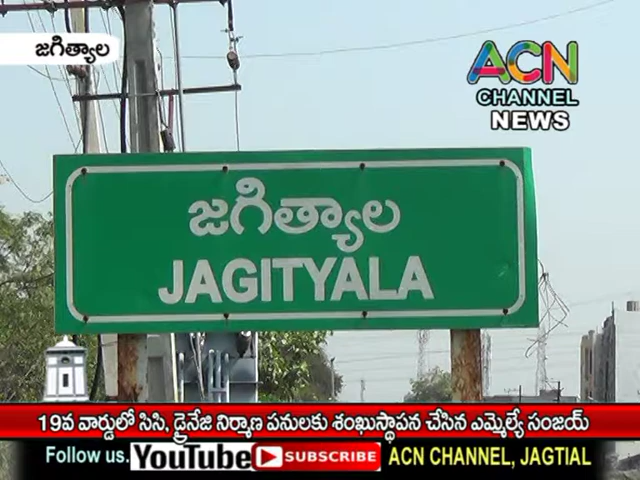 జగిత్యాల
ACN
CHANNEL
NEWS
జగిత్యాల
JAGITYALA
19వ వార్డులో సిసి, డ్రైనేజి నిర్మాణ పనులకు శంఖుస్థాపన చేసిన ఎమ్మెల్యే సంజయ్
Follow us. YouTube SUBSCRIBE ACN CHANNEL, JAGTIAL